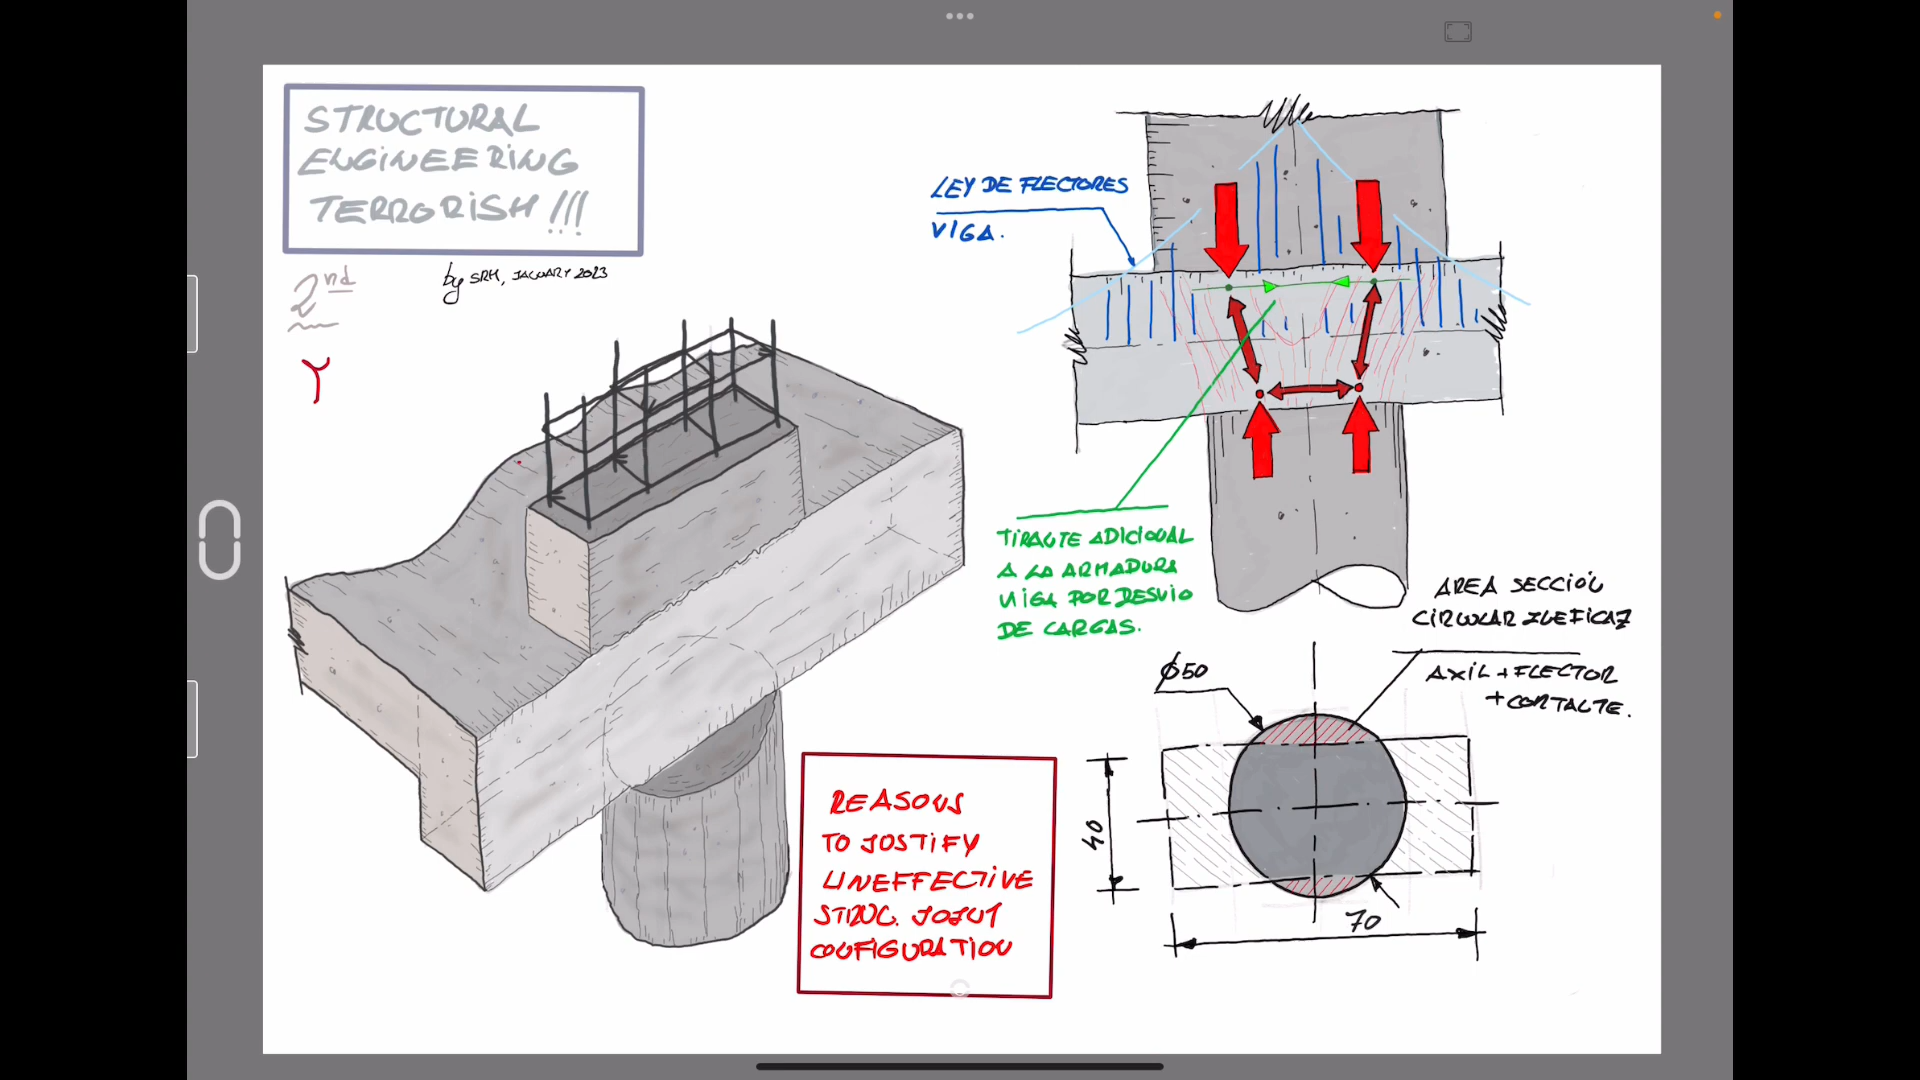 STRUCTURAL
ENGINEERING
TERRORISM!!!
by SRM, JANUARY 2023
2nd
LEY DE FLECTORES
VIGA.
TIRANTE ADICIONAL
A LA ARMADURA
VIGA POR DESVIO
DE CARGAS.
AREA SECCIÓN
CIRCULAR INEFICAZ
AXIL + FLECTOR
+ CORTANTE.
Ø50
40
70
REASONS
TO JUSTIFY
UNEFFECTIVE
STRUC. JOINT
CONFIGURATION